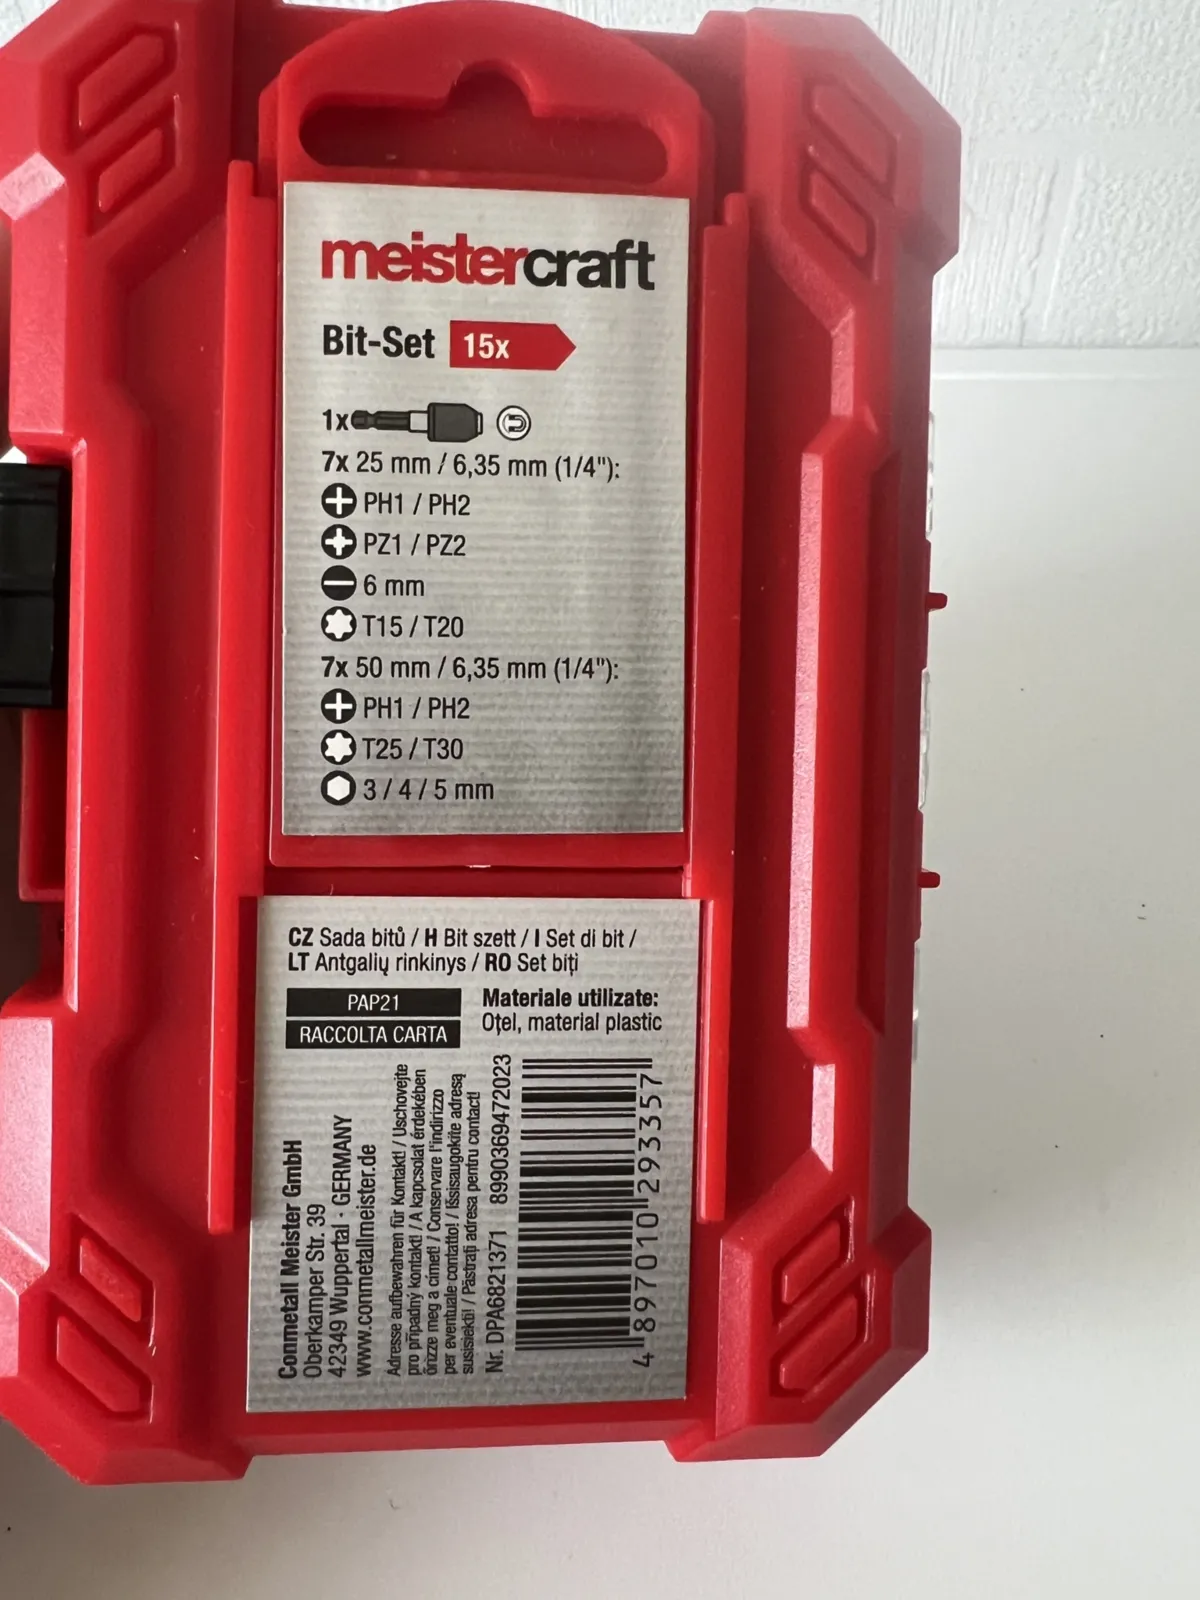 meistercraft
Bit-Set 15x
1x
7x 25 mm / 6,35 mm (1/4"):
PH1 / PH2
PZ1 / PZ2
6 mm
T15 / T20
7x 50 mm / 6,35 mm (1/4"):
PH1 / PH2
T25 / T30
3 / 4 / 5 mm
CZ Sada bitů / H Bit szett / I Set di bit /
LT Antgalių rinkinys / RO Set biți
PAP21
RACCOLTA CARTA
Materiale utilizate:
Oțel, material plastic
Conmetall Meister GmbH
Oberkamper Str. 39
42349 Wuppertal · GERMANY
www.conmetallmeister.de
Adresse aufbewahren für Kontakt! / Uschovejte
pro případný kontakt! / A kapcsolat érdekében
őrizze meg a címet! / Conservare l'indirizzo
per eventuale contatto! / Išsisaugokite adresą
susisiekti! / Păstrați adresa pentru contact!
Nr. DPA6821371 8990369472023
4 897010 293357